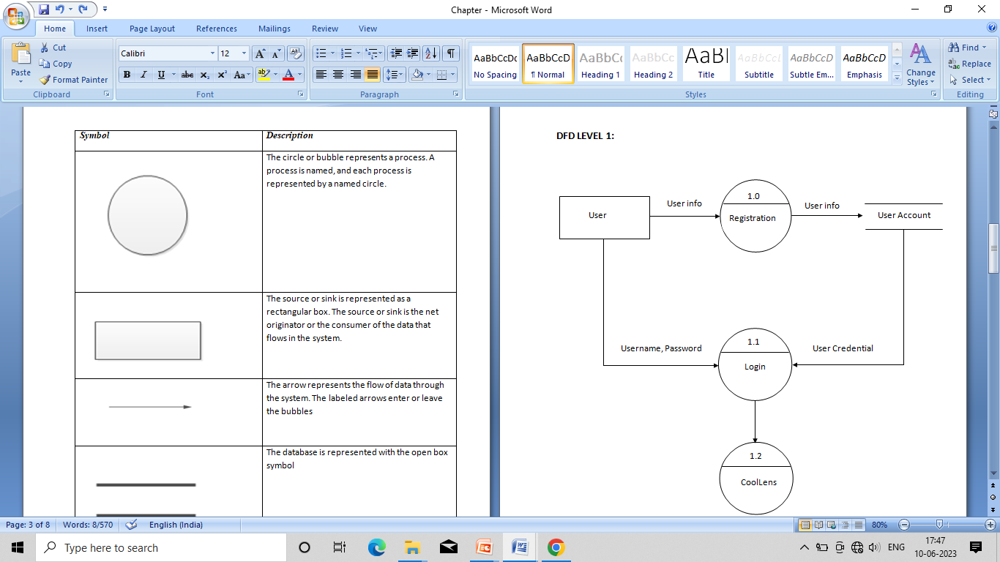 Chapter - Microsoft Word
Home Insert Page Layout References Mailings Review View
Paste
Cut
Copy
Format Painter
Clipboard
Calibri 12
B I U abc x₂ x² Aa
Font
Paragraph
AaBbCcDc AaBbCcD AaBbCc AaBbCc AaB AaBbCcL AaBbCcD AaBbCcD
No Spacing ¶ Normal Heading 1 Heading 2 Title Subtitle Subtle Em... Emphasis
Change
Styles
Styles
Find
Replace
Select
Editing
Symbol Description
The circle or bubble represents a process. A
process is named, and each process is
represented by a named circle.
The source or sink is represented as a
rectangular box. The source or sink is the net
originator or the consumer of the data that
flows in the system.
The arrow represents the flow of data through
the system. The labeled arrows enter or leave
the bubbles
The database is represented with the open box
symbol
DFD LEVEL 1:
User
User info
1.0
Registration
User info
User Account
Username, Password
1.1
Login
User Credential
1.2
CoolLens
Page: 3 of 8 Words: 8/570 English (India) 80%
Type here to search
ENG
17:47
10-06-2023